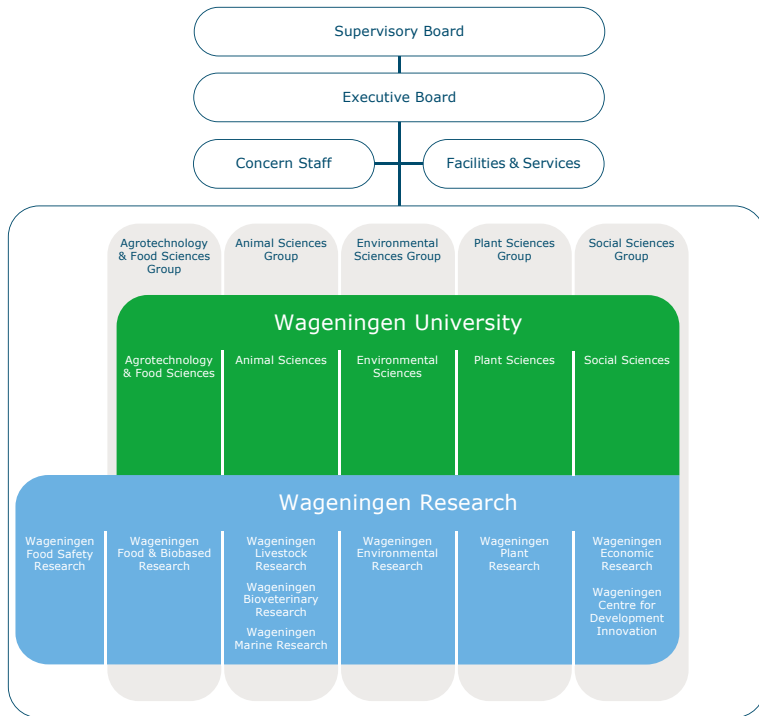 Supervisory Board
Executive Board
Concern Staff
Facilities & Services
Agrotechnology
& Food Sciences
Group
Animal Sciences
Group
Environmental
Sciences Group
Plant Sciences
Group
Social Sciences
Group
Wageningen University
Agrotechnology
& Food Sciences
Animal Sciences
Environmental
Sciences
Plant Sciences
Social Sciences
Wageningen Research
Wageningen
Food Safety
Research
Wageningen
Food & Biobased
Research
Wageningen
Livestock
Research
Wageningen
Bioveterinary
Research
Wageningen
Marine Research
Wageningen
Environmental
Research
Wageningen
Plant
Research
Wageningen
Economic
Research
Wageningen
Centre for
Development
Innovation